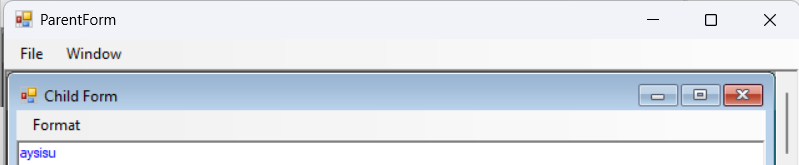 ParentForm
File Window
Child Form
Format
aysisu